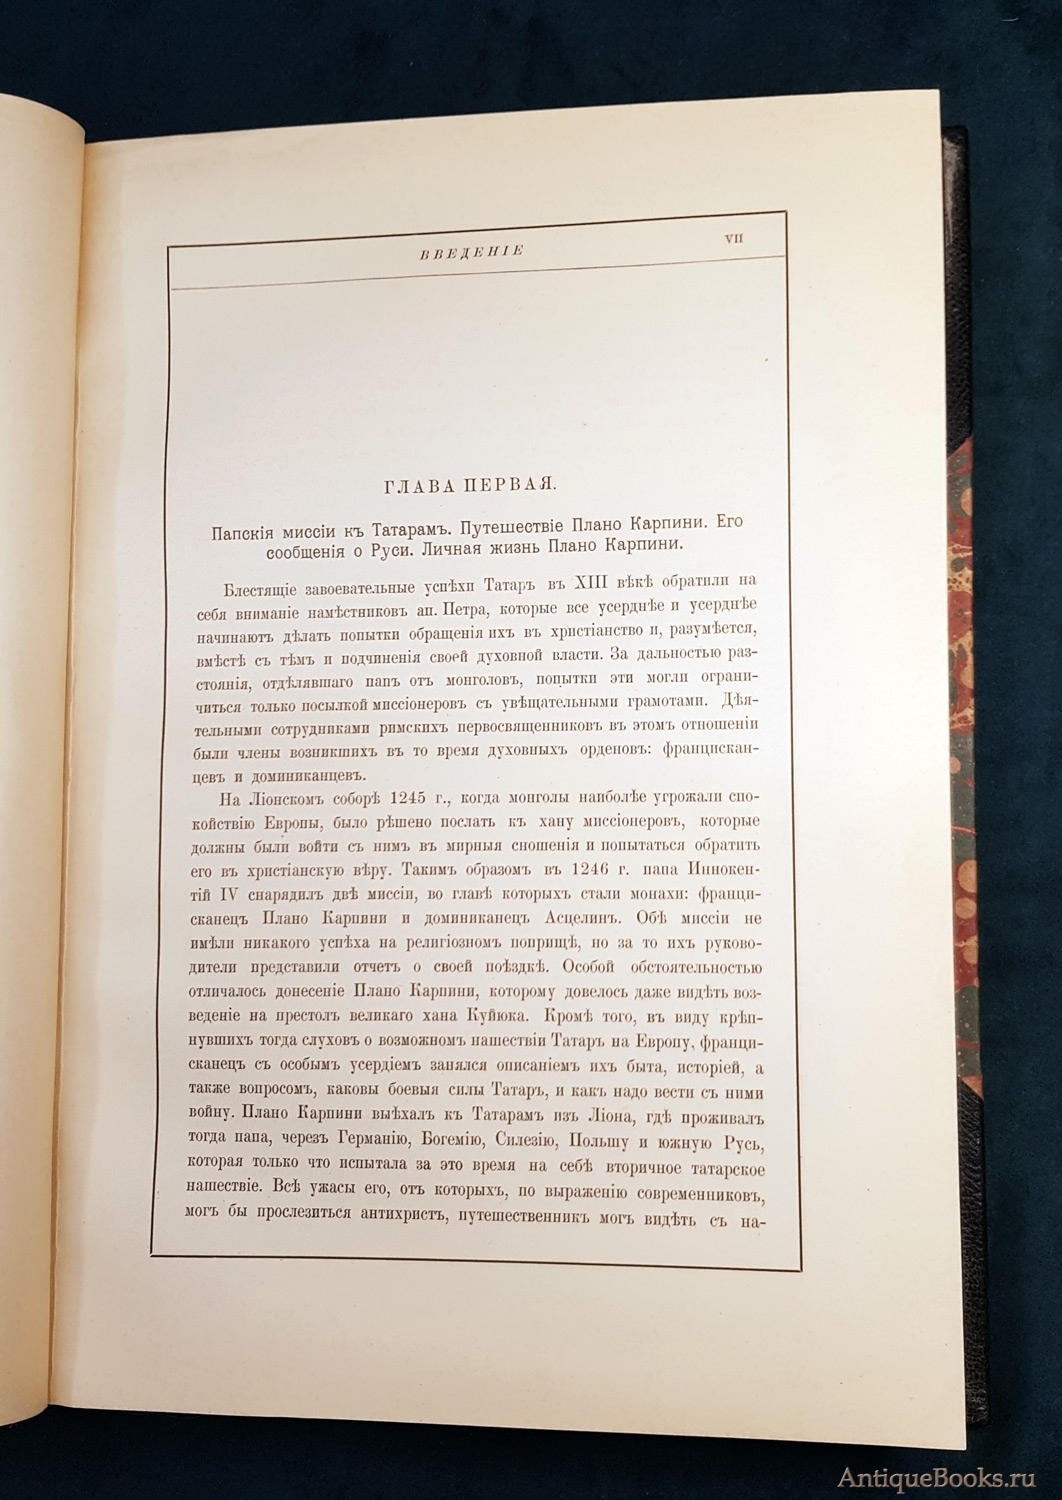 ВВЕДЕНІЕ VII
ГЛАВА ПЕРВАЯ.
Папскія миссіи къ Татарамъ. Путешествіе Плано Карпини. Его
сообщенія о Руси. Личная жизнь Плано Карпини.
Блестящіе завоевательные успѣхи Татаръ въ XIII вѣкѣ обратили на
себя вниманіе намѣстниковъ ап. Петра, которые все усерднѣе и усерднѣе
начинаютъ дѣлать попытки обращенія ихъ въ христіанство и, разумѣется,
вмѣстѣ съ тѣмъ и подчиненія своей духовной власти. За дальностью раз-
стоянія, отдѣлявшаго папъ отъ монголовъ, попытки эти могли ограни-
читься только посылкой миссіонеровъ съ увѣщательными грамотами. Дѣя-
тельными сотрудниками римскихъ первосвященниковъ въ этомъ отношеніи
были члены возникшихъ въ то время духовныхъ орденовъ: францискан-
цевъ и доминиканцевъ.
На Ліонскомъ соборѣ 1245 г., когда монголы наиболѣе угрожали спо-
койствію Европы, было рѣшено послать къ хану миссіонеровъ, которые
должны были войти съ нимъ въ мирныя сношенія и попытаться обратить
его въ христіанскую вѣру. Такимъ образомъ въ 1246 г. папа Иннокен-
тій IV снарядилъ двѣ миссіи, во главѣ которыхъ стали монахи: франци-
сканецъ Плано Карпини и доминиканецъ Асцелинъ. Обѣ миссіи не
имѣли никакого успѣха на религіозномъ поприщѣ, но за то ихъ руково-
дители представили отчетъ о своей поѣздкѣ. Особой обстоятельностью
отличалось донесеніе Плано Карпини, которому довелось даже видѣть воз-
веденіе на престолъ великаго хана Куйюка. Кромѣ того, въ виду крѣп-
нувшихъ тогда слуховъ о возможномъ нашествіи Татаръ на Европу, франци-
сканецъ съ особымъ усердіемъ занялся описаніемъ ихъ быта, исторіей, а
также вопросомъ, каковы боевыя силы Татаръ, и какъ надо вести съ ними
войну. Плано Карпини выѣхалъ къ Татарамъ изъ Ліона, гдѣ проживалъ
тогда папа, черезъ Германію, Богемію, Силезію, Польшу и южную Русь,
которая только что испытала за это время на себѣ вторичное татарское
нашествіе. Всѣ ужасы его, отъ которыхъ, по выраженію современниковъ,
могъ бы прослезиться антихристъ, путешественникъ могъ видѣть съ на-
AntiqueBooks.ru